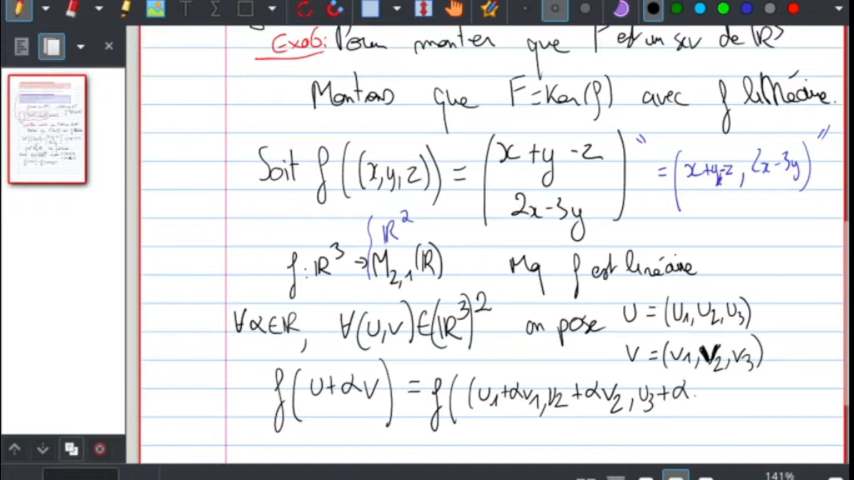 Exo6: Pour monter que F est un sev de ℝ³
Montrons que F=Ker(f) avec f linéaire.
Soit f((x,y,z)) = (x+y-z
2x-3y) " = (x+y-z, 2x-3y) "
ℝ²
f: ℝ³ → M2,1(ℝ) Mq f est linéaire
∀α∈ℝ, ∀(U,V)∈(ℝ³)² on pose U = (U1,U2,U3)
V = (V1,V2,V3)
f(U+αV) = f((U1+αV1,U2+αV2,U3+α
141%